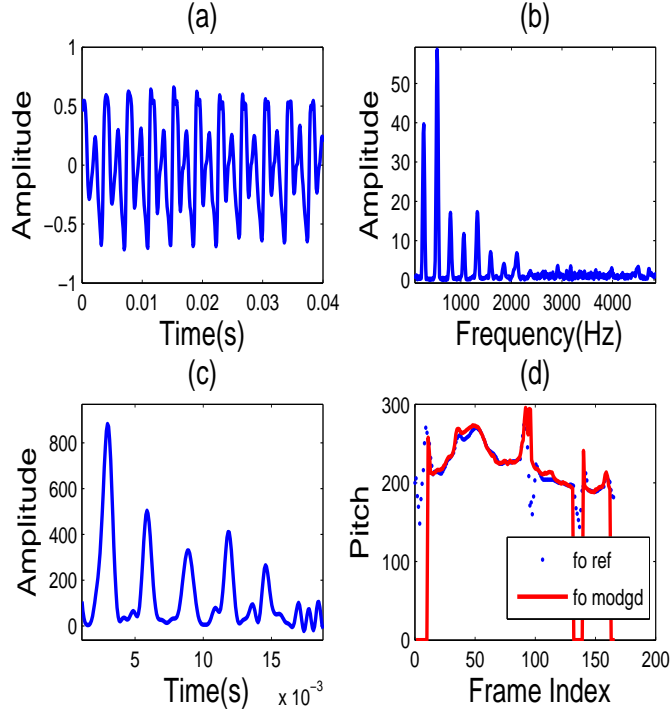 (a)
1
0.5
0
−0.5
−1
Amplitude
0 0.01 0.02 0.03 0.04
Time(s)
(b)
50
40
30
20
10
0
Amplitude
1000 2000 3000 4000
Frequency(Hz)
(c)
800
600
400
200
0
Amplitude
5 10 15
Time(s) x 10⁻³
(d)
300
200
100
0
Pitch
0 50 100 150 200
Frame Index
fo ref
fo modgd